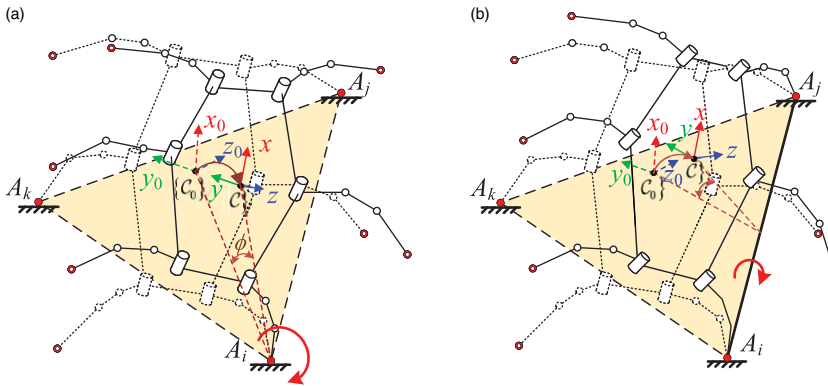 (a)
A_j
x_0
x
z_0
y_0
{C_0}
y
C}
z
A_k
ϕ
A_i
(b)
A_j
x_0
x
y
z
y_0
z_0
{C_0}
C}
A_k
A_i